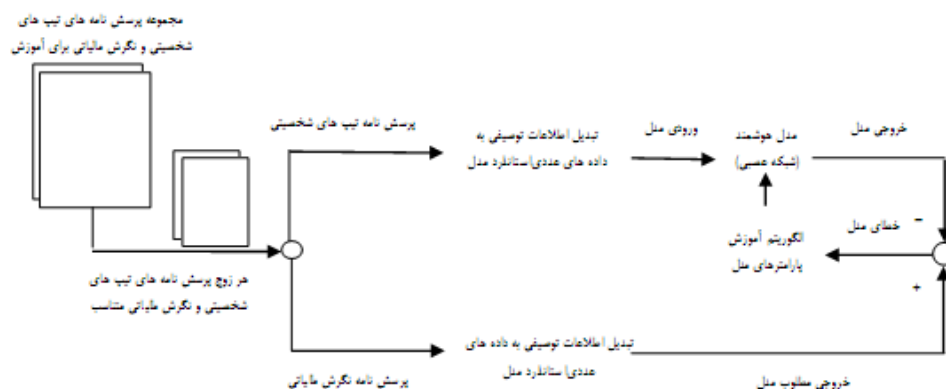 مجموعه پرسش نامه های تیپ های
شخصیتی و نگرش مالیاتی برای آموزش
پرسش نامه تیپ های شخصیتی
تبدیل اطلاعات توصیفی به
داده های عددی استاندرد مدل
ورودی مدل
مدل هوشمند
(شبکه عصبی)
خروجی مدل
−
خطای مدل
الگوریتم آموزش
پارامترهای مدل
+
هر زوج پرسش نامه های تیپ های
شخصیتی و نگرش مالیاتی متناسب
تبدیل اطلاعات توصیفی به داده های
عددی استاندرد مدل
پرسش نامه نگرش مالیاتی
خروجی مطلوب مدل